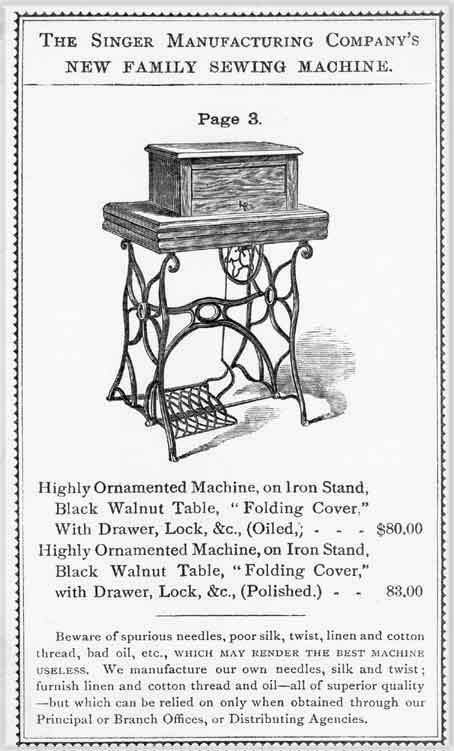 The Singer Manufacturing Company's
NEW FAMILY SEWING MACHINE.
Page 3.
Highly Ornamented Machine, on Iron Stand,
Black Walnut Table, "Folding Cover,"
With Drawer, Lock, &c., (Oiled,) - - - $80.00
Highly Ornamented Machine, on Iron Stand,
Black Walnut Table, "Folding Cover,"
with Drawer, Lock, &c., (Polished.) - - 83.00
Beware of spurious needles, poor silk, twist, linen and cotton
thread, bad oil, etc., WHICH MAY RENDER THE BEST MACHINE
USELESS. We manufacture our own needles, silk and twist;
furnish linen and cotton thread and oil—all of superior quality
—but which can be relied on only when obtained through our
Principal or Branch Offices, or Distributing Agencies.